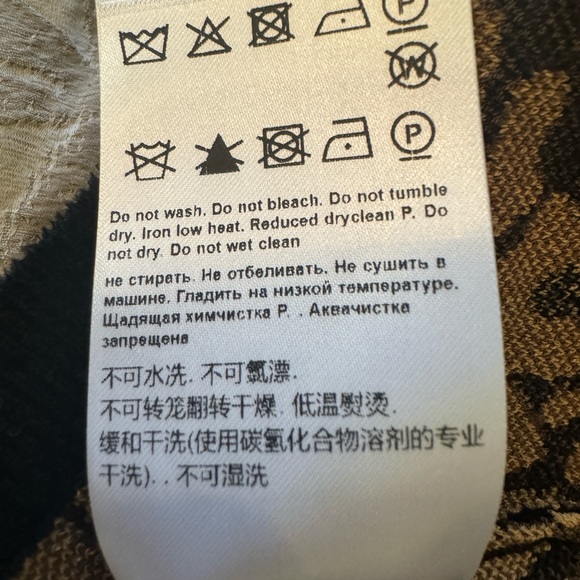 P
W
P
Do not wash. Do not bleach. Do not tumble
dry. Iron low heat. Reduced dryclean P. Do
not dry. Do not wet clean
не стирать. Не отбеливать. Не сушить в
машине. Гладить на низкой температуре.
Щадящая химчистка P. . Аквачистка
запрещена
不可水洗. 不可氯漂.
不可转笼翻转干燥. 低温熨烫.
缓和干洗(使用碳氢化合物溶剂的专业
干洗). . 不可湿洗